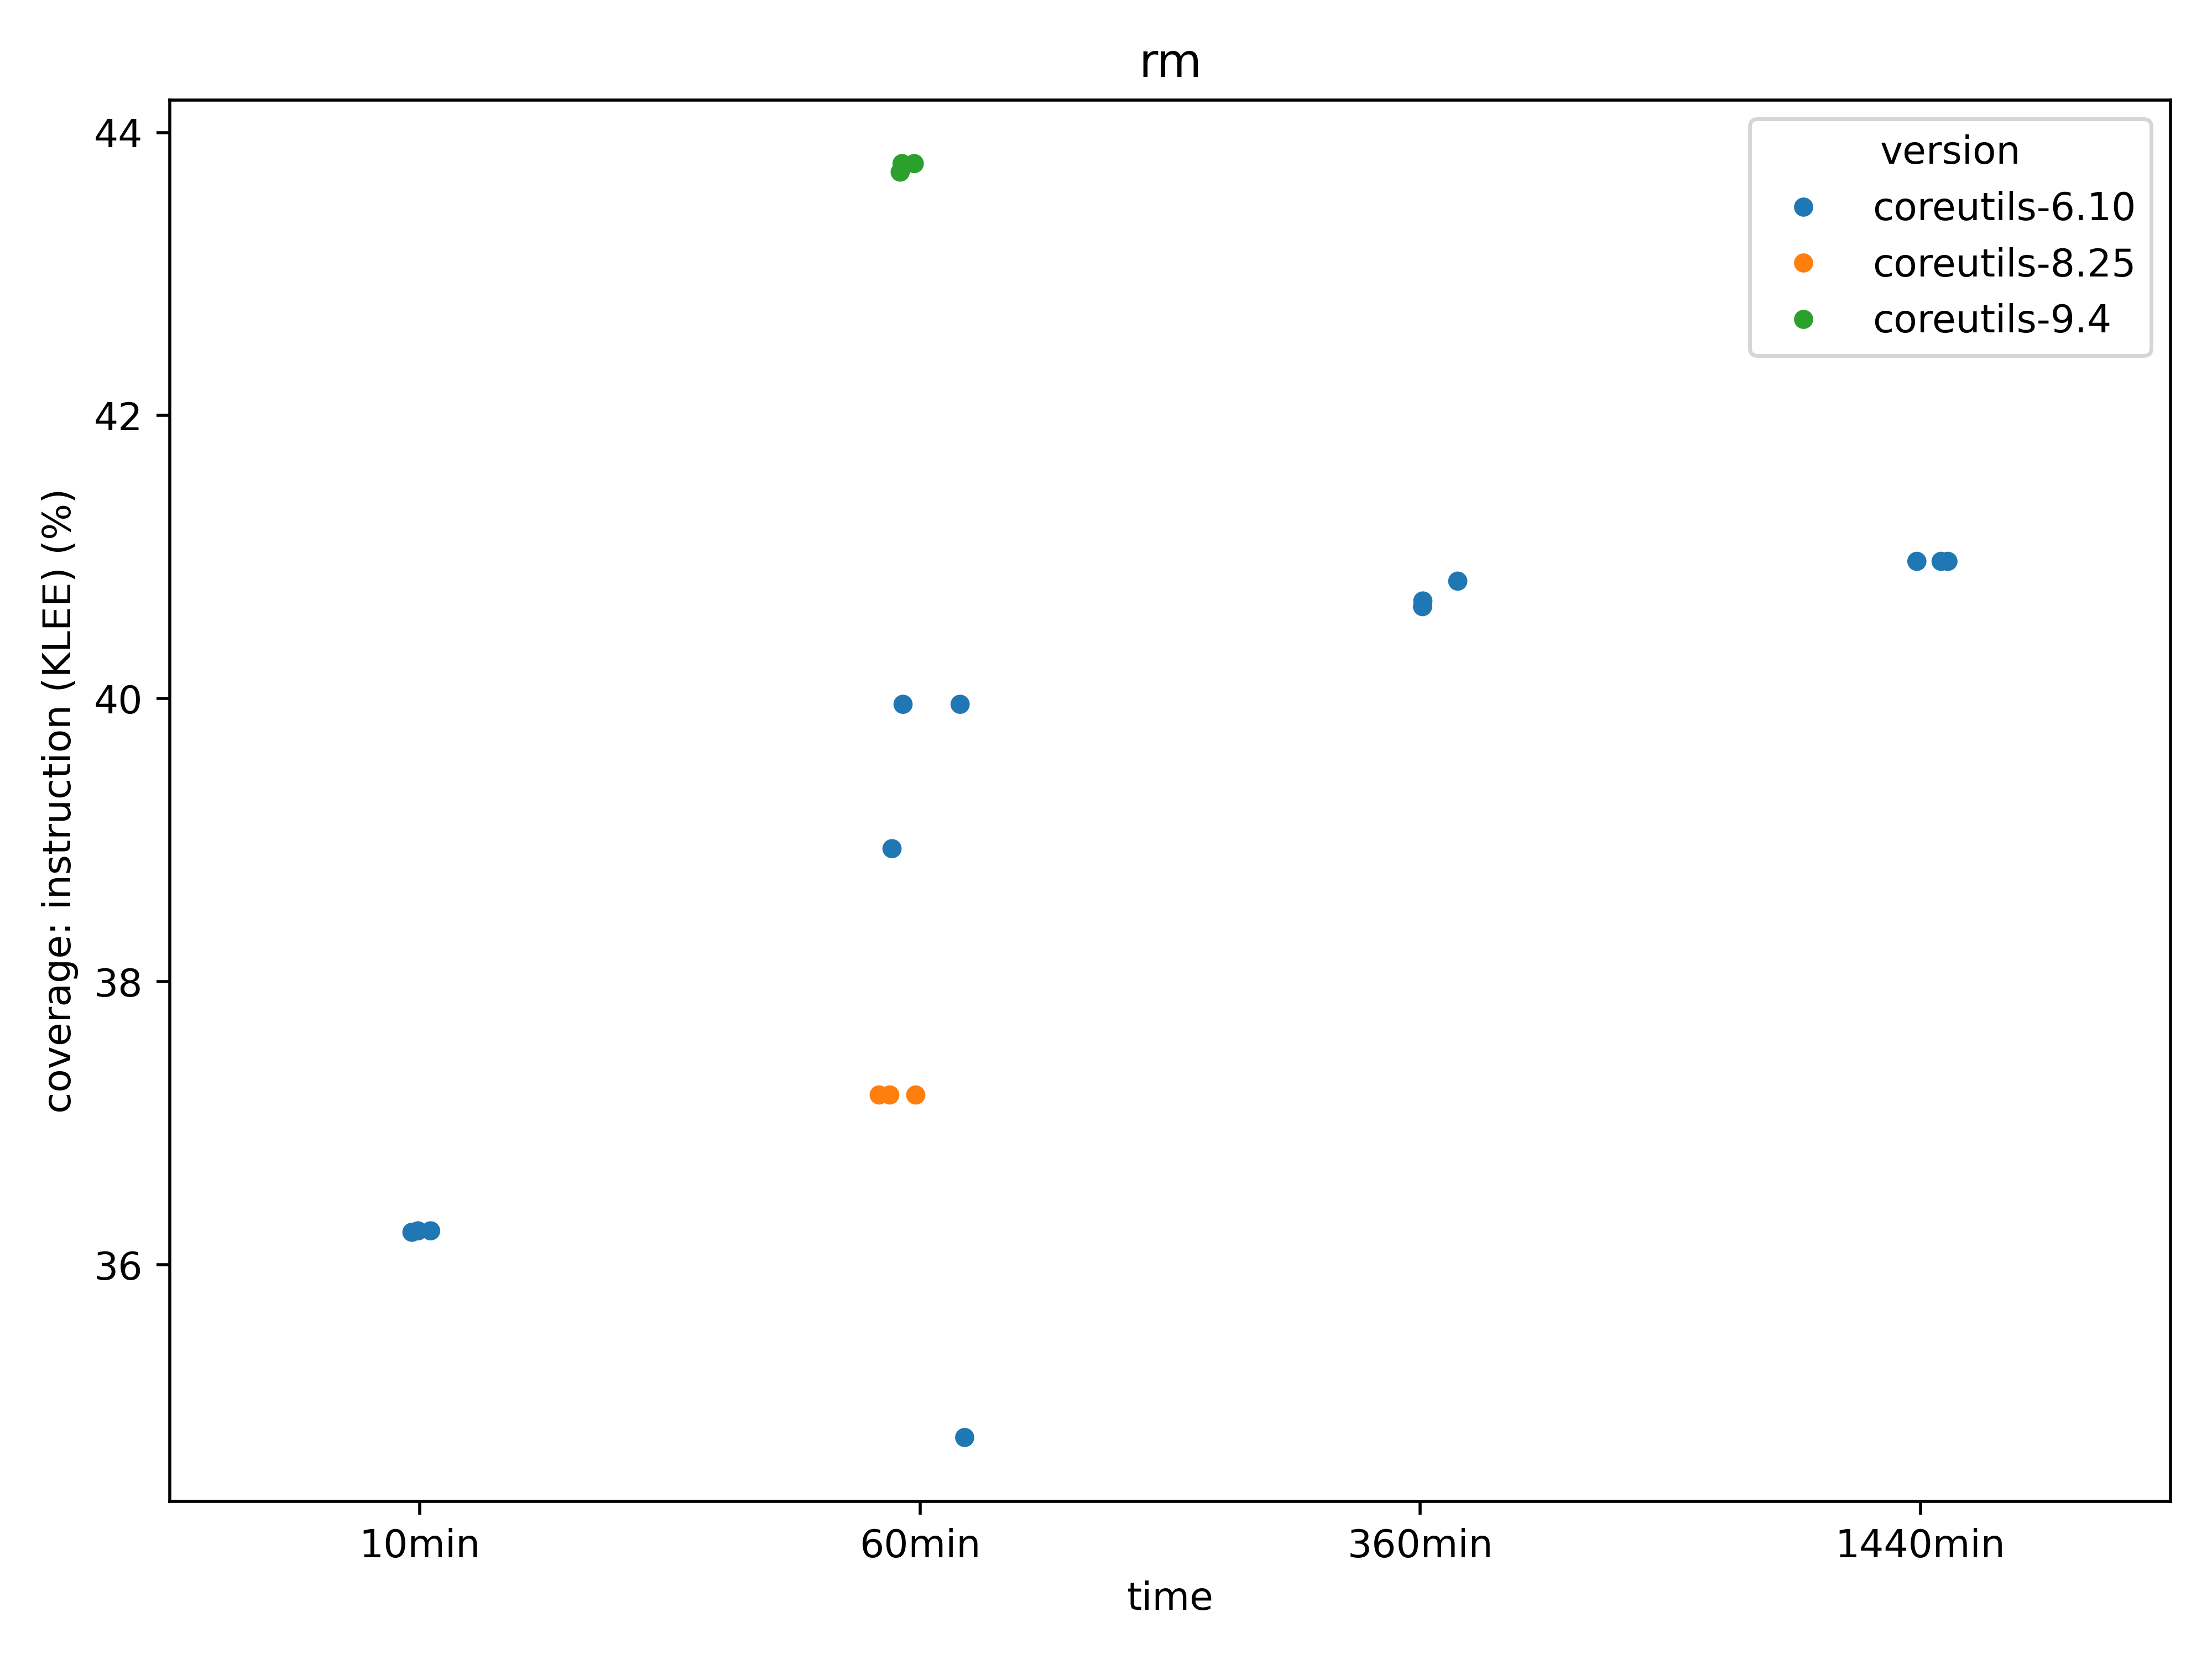 rm
version
coreutils-6.10
coreutils-8.25
coreutils-9.4
coverage: instruction (KLEE) (%)
44
42
40
38
36
10min 60min 360min 1440min
time